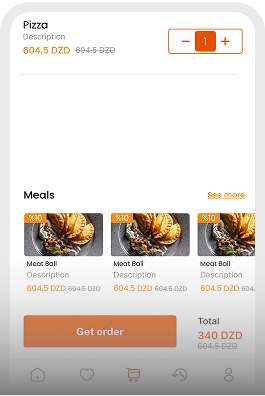 Pizza
Description
604.5 DZD 604.5 DZD
− 1 +
Meals See more
%10 %10 %10
Meat Ball Meat Ball Meat Ball
Description Description Description
604,5 DZD 604.5 DZD 604,5 DZD 604.5 DZD 604,5 DZD
Get order
Total
340 DZD
604.5 DZD